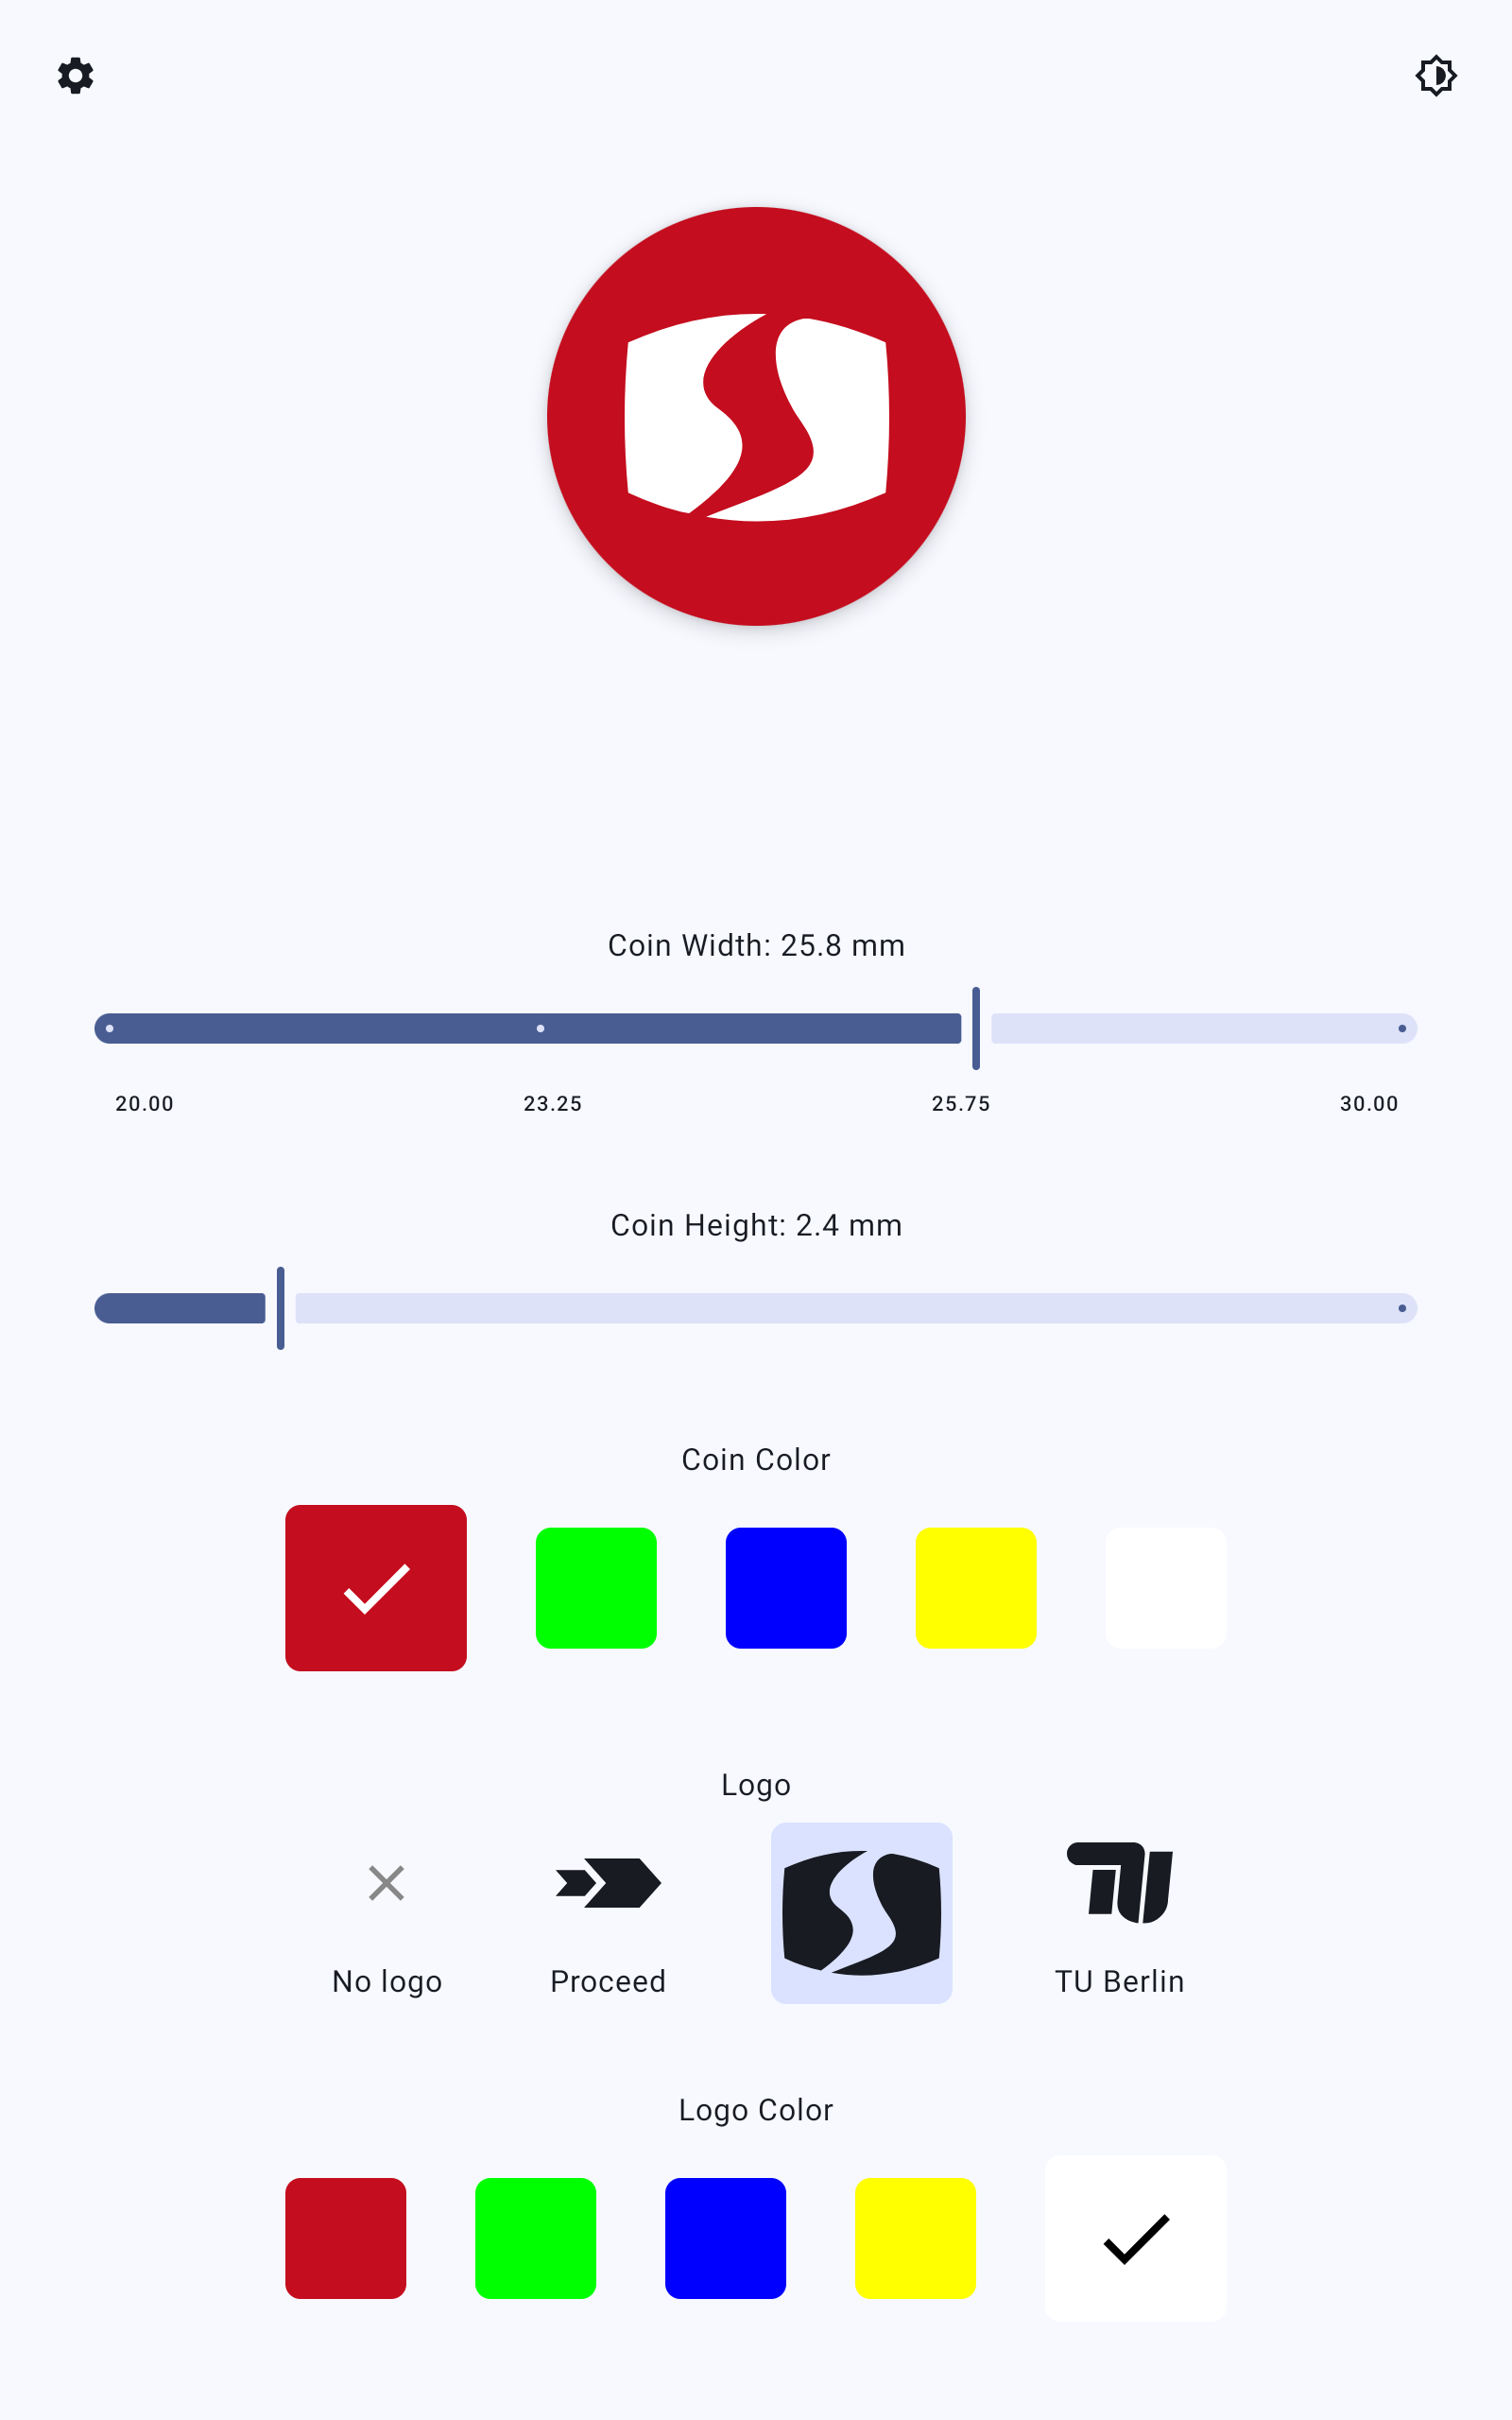 Coin Width: 25.8 mm
20.00 23.25 25.75 30.00
Coin Height: 2.4 mm
Coin Color
Logo
No logo Proceed TU Berlin
Logo Color